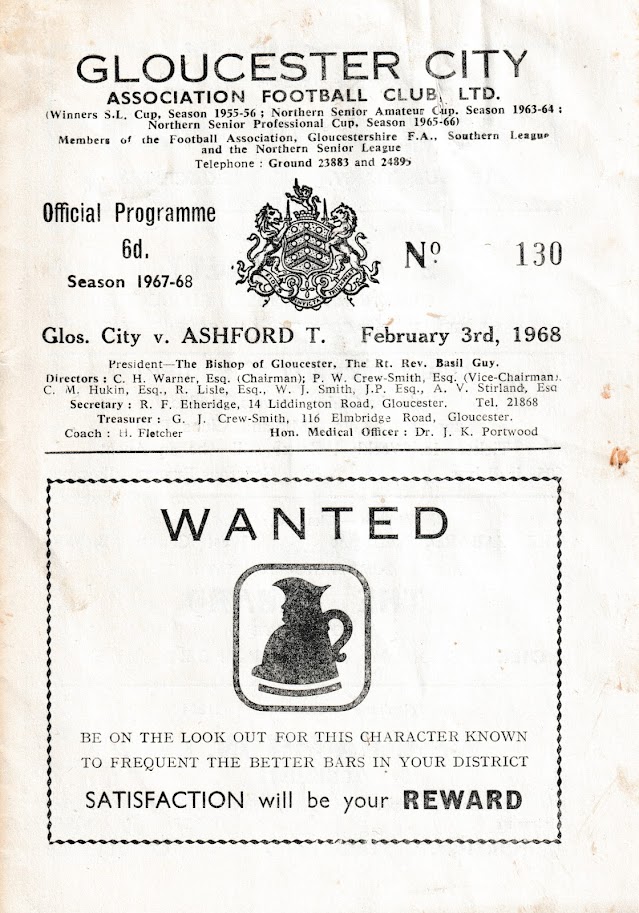 GLOUCESTER CITY
ASSOCIATION FOOTBALL CLUB, LTD.
(Winners S.L. Cup, Season 1955-56 ; Northern Senior Amateur Cup, Season 1963-64 ;
Northern Senior Professional Cup, Season 1965-66)
Members of the Football Association, Gloucestershire F.A., Southern League
and the Northern Senior League
Telephone : Ground 23883 and 24895
Official Programme
6d.
Season 1967-68
No. 130
Glos. City v. ASHFORD T. February 3rd, 1968
President—The Bishop of Gloucester, The Rt. Rev. Basil Guy.
Directors : C. H. Warner, Esq. (Chairman); P. W. Crew-Smith, Esq. (Vice-Chairman).
C. M. Hukin, Esq., R. Lisle, Esq., W. J. Smith, J.P. Esq., A. V. Stirland, Esq
Secretary : R. F. Etheridge, 14 Liddington Road, Gloucester. Tel. 21868
Treasurer : G. J. Crew-Smith, 116 Elmbridge Road, Gloucester.
Coach : H. Fletcher Hon. Medical Officer : Dr. J. K. Portwood
WANTED
BE ON THE LOOK OUT FOR THIS CHARACTER KNOWN
TO FREQUENT THE BETTER BARS IN YOUR DISTRICT
SATISFACTION will be your REWARD